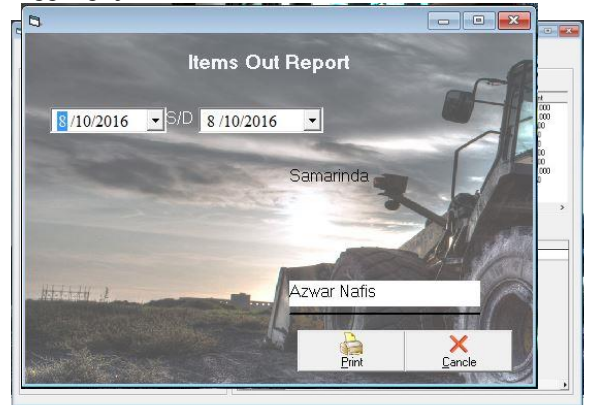 Items Out Report
8 /10/2016 S/D 8 /10/2016
Samarinda
Azwar Nafis
Print Cancle